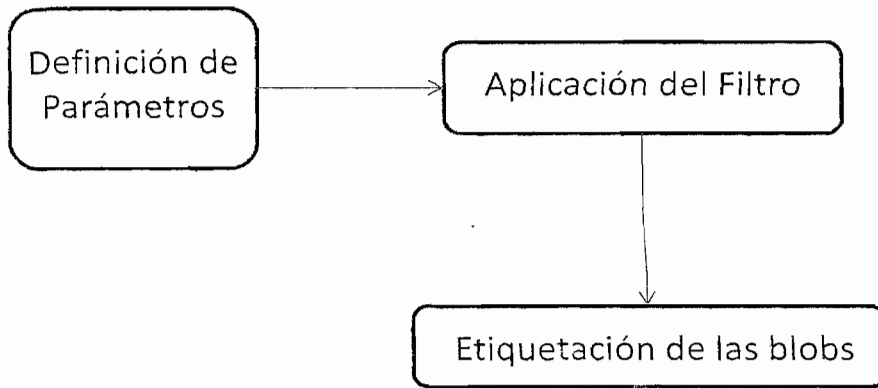 Definición de
Parámetros
Aplicación del Filtro
Etiquetación de las blobs